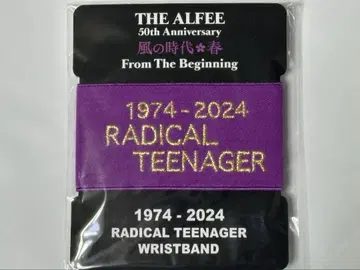 THE ALFEE
50th Anniversary
風の時代✿春
From The Beginning
1974-2024
RADICAL
TEENAGER
1974 - 2024
RADICAL TEENAGER
WRISTBAND